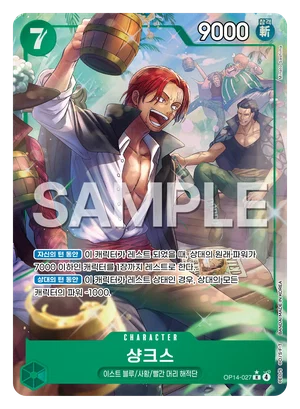 7
9000
참격
斬
SAMPLE
자신의 턴 동안 이 캐릭터가 레스트 되었을 때, 상대의 원래 파워가
7000 이하인 캐릭터를 1장까지 레스트로 한다.
상대의 턴 동안 이 캐릭터가 레스트 상태인 경우, 상대의 모든
캐릭터의 파워 -1000.
CHARACTER
샹크스
이스트 블루/사황/빨간 머리 해적단
OP14-027